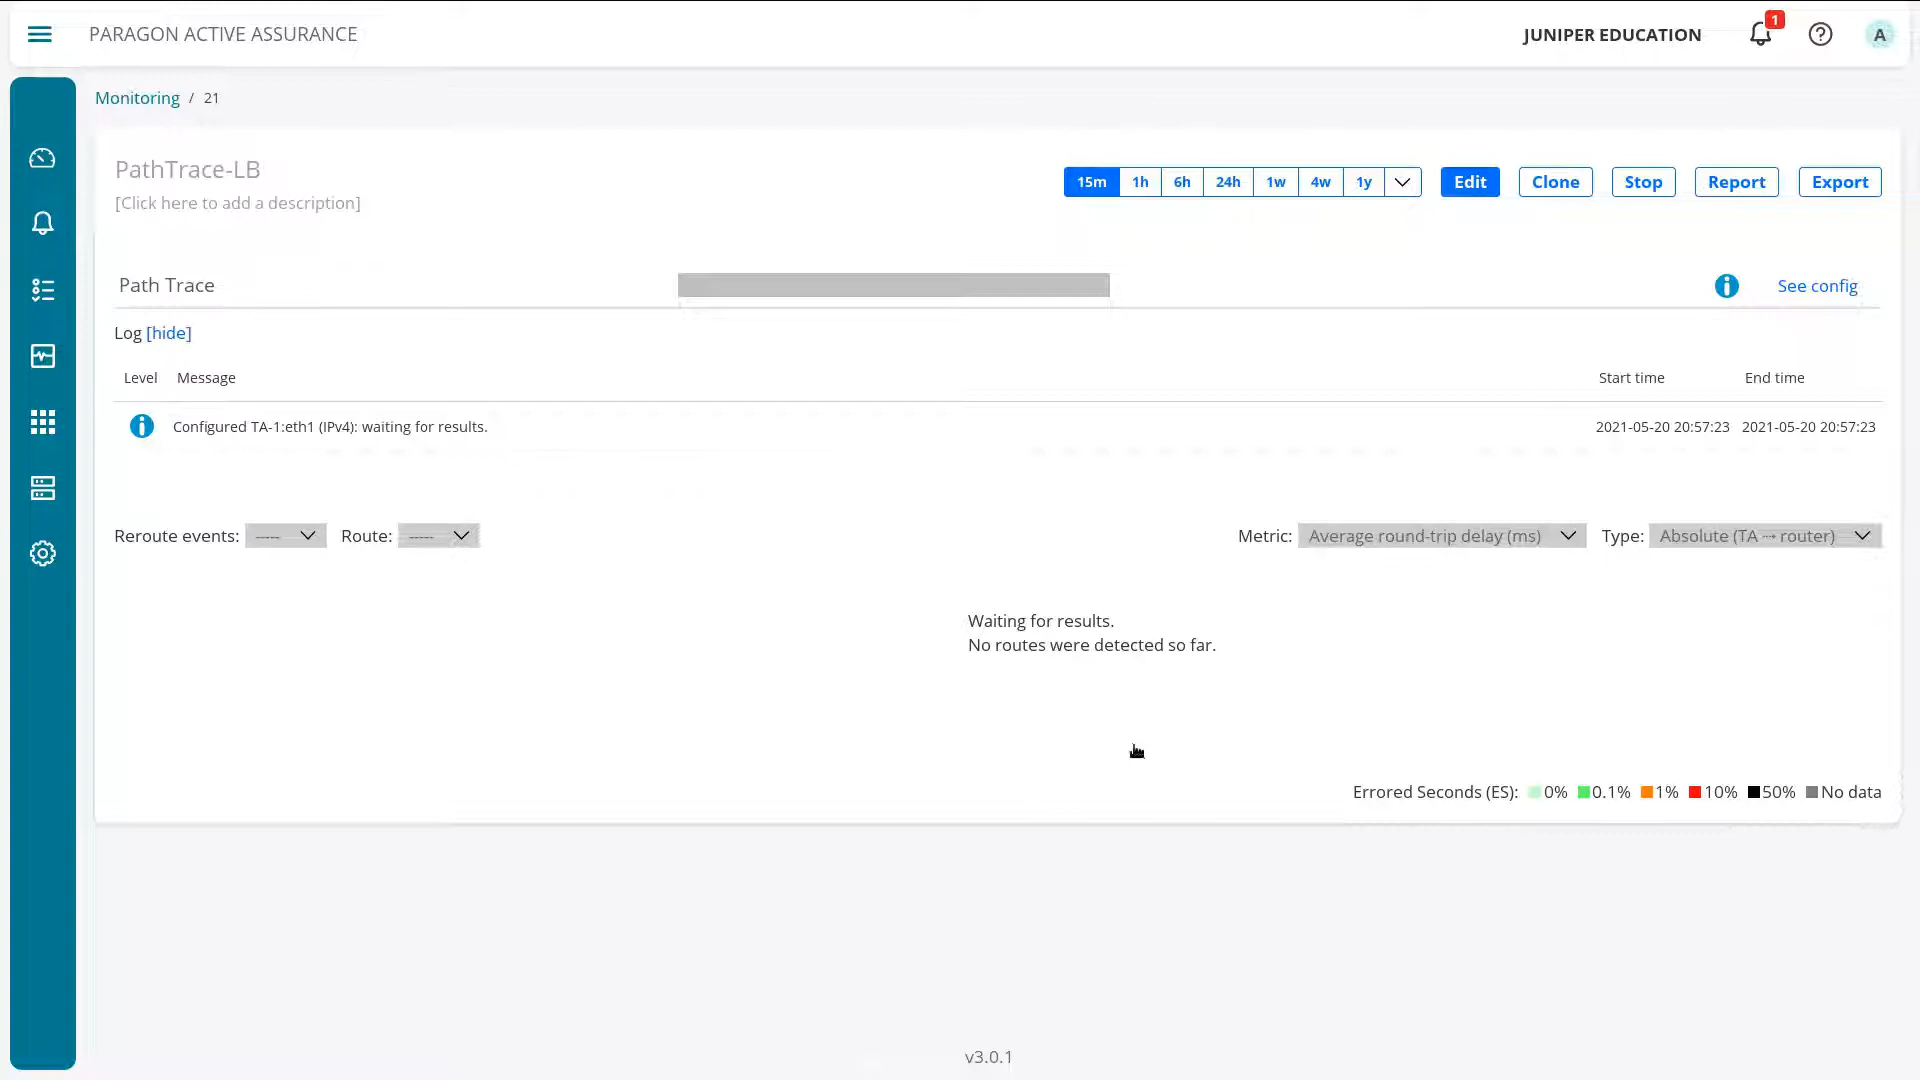 PARAGON ACTIVE ASSURANCE
JUNIPER EDUCATION
1
A
Monitoring / 21
PathTrace-LB
[Click here to add a description]
15m 1h 6h 24h 1w 4w 1y
Edit
Clone
Stop
Report
Export
Path Trace
See config
Log [hide]
Level Message Start time End time
Configured TA-1:eth1 (IPv4): waiting for results. 2021-05-20 20:57:23 2021-05-20 20:57:23
Reroute events: ----- Route: ----- Metric: Average round-trip delay (ms) Type: Absolute (TA ⤑ router)
Waiting for results.
No routes were detected so far.
Errored Seconds (ES): 0% 0.1% 1% 10% 50% No data
v3.0.1